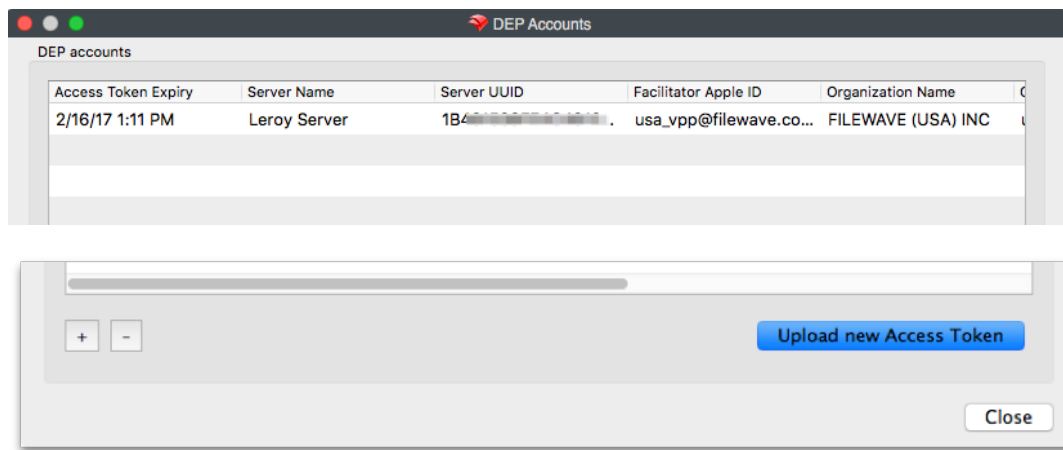 DEP Accounts
DEP accounts
Access Token Expiry Server Name Server UUID Facilitator Apple ID Organization Name
2/16/17 1:11 PM Leroy Server usa_vpp@filewave.co... FILEWAVE (USA) INC
+ -
Upload new Access Token
Close